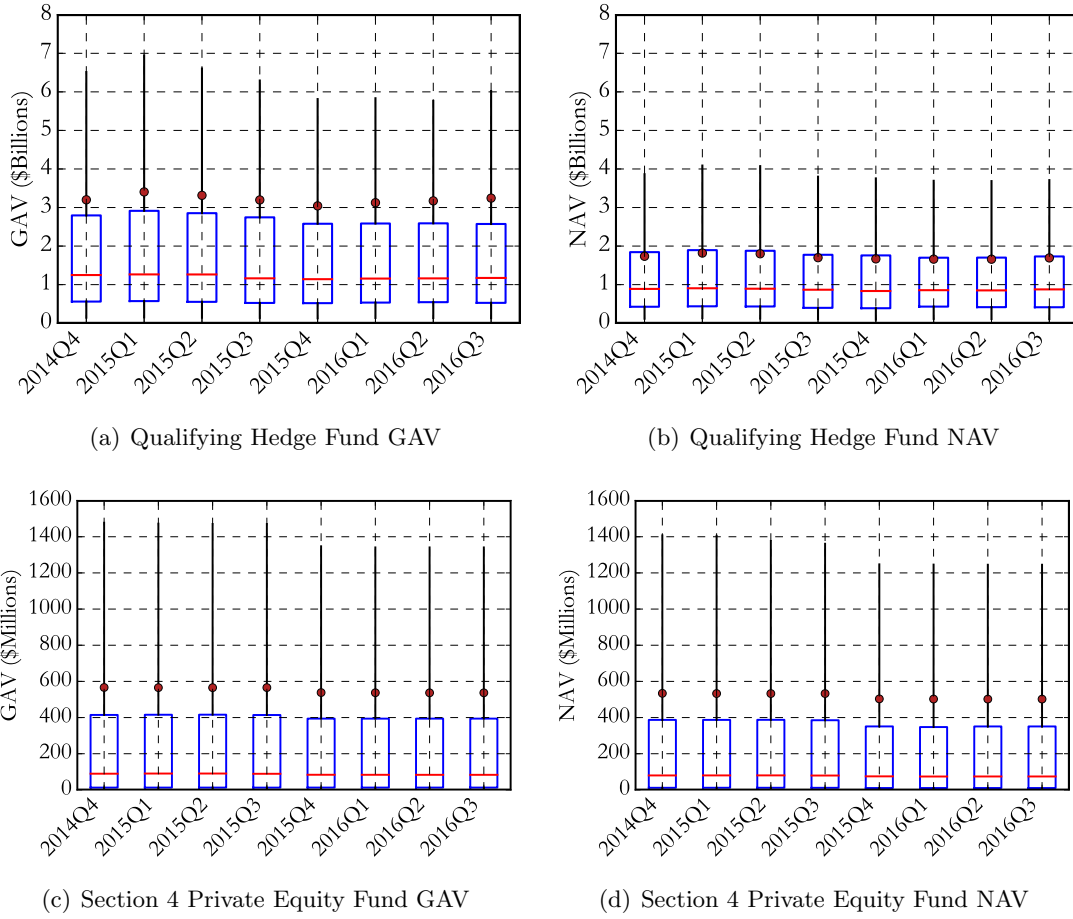 8
7
6
5
4
3
2
1
0
GAV ($Billions)
2014Q4
2015Q1
2015Q2
2015Q3
2015Q4
2016Q1
2016Q2
2016Q3
(a) Qualifying Hedge Fund GAV
8
7
6
5
4
3
2
1
0
NAV ($Billions)
2014Q4
2015Q1
2015Q2
2015Q3
2015Q4
2016Q1
2016Q2
2016Q3
(b) Qualifying Hedge Fund NAV
1600
1400
1200
1000
800
600
400
200
0
GAV ($Millions)
2014Q4
2015Q1
2015Q2
2015Q3
2015Q4
2016Q1
2016Q2
2016Q3
(c) Section 4 Private Equity Fund GAV
1600
1400
1200
1000
800
600
400
200
0
NAV ($Millions)
2014Q4
2015Q1
2015Q2
2015Q3
2015Q4
2016Q1
2016Q2
2016Q3
(d) Section 4 Private Equity Fund NAV